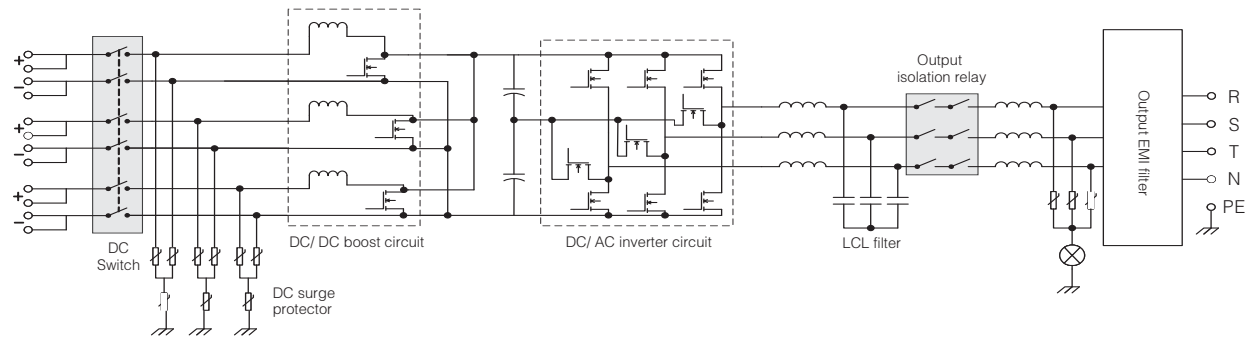 +
−
+
−
+
−
DC
Switch
DC surge
protector
DC/ DC boost circuit
DC/ AC inverter circuit
LCL filter
Output
isolation relay
Output EMI filter
R
S
T
N
PE